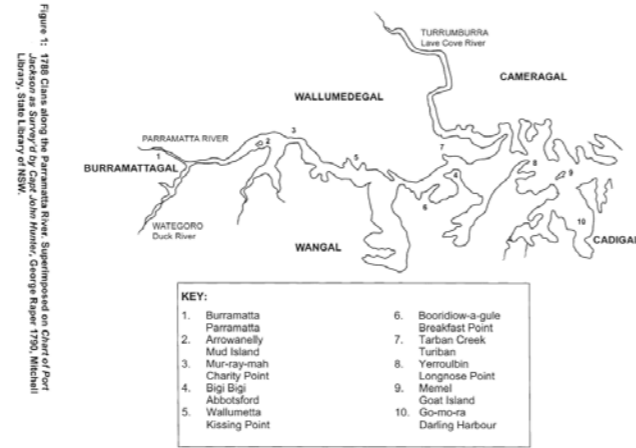 Figure 1: 1788 Clans along the Parramatta River. Superimposed on Chart of Port
Jackson as Survey'd by Capt John Hunter, George Raper 1790, Mitchell
Library, State Library of NSW.
TURRUMBURRA
Lave Cove River
CAMERAGAL
WALLUMEDEGAL
PARRAMATTA RIVER
BURRAMATTAGAL
WATEGORO
Duck River
WANGAL
CADIGAL
1
2
3
4
5
6
7
8
9
10
KEY:
1. Burramatta
Parramatta
2. Arrowanelly
Mud Island
3. Mur-ray-mah
Charity Point
4. Bigi Bigi
Abbotsford
5. Wallumetta
Kissing Point
6. Booridiow-a-gule
Breakfast Point
7. Tarban Creek
Turiban
8. Yerroulbin
Longnose Point
9. Memel
Goat Island
10. Go-mo-ra
Darling Harbour